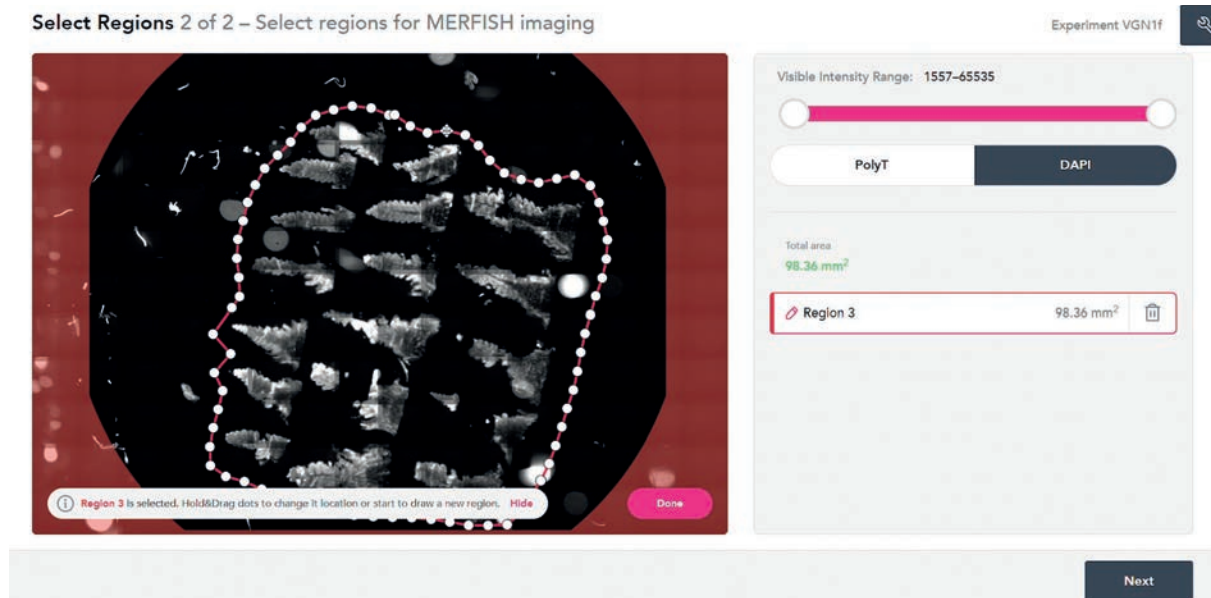 Select Regions 2 of 2 – Select regions for MERFISH imaging
Experiment VGN1f
Visible Intensity Range: 1557–65535
PolyT
DAPI
Total area
98.36 mm²
Region 3
98.36 mm²
Region 3 is selected. Hold&Drag dots to change it location or start to draw a new region. Hide
Done
Next